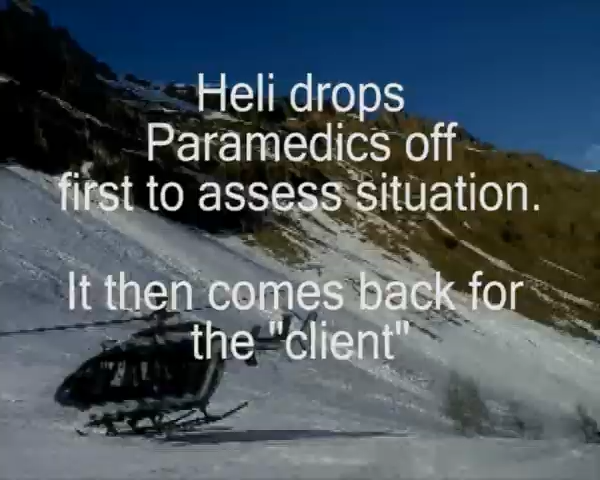 Heli drops
Paramedics off
first to assess situation.
It then comes back for
the "client"